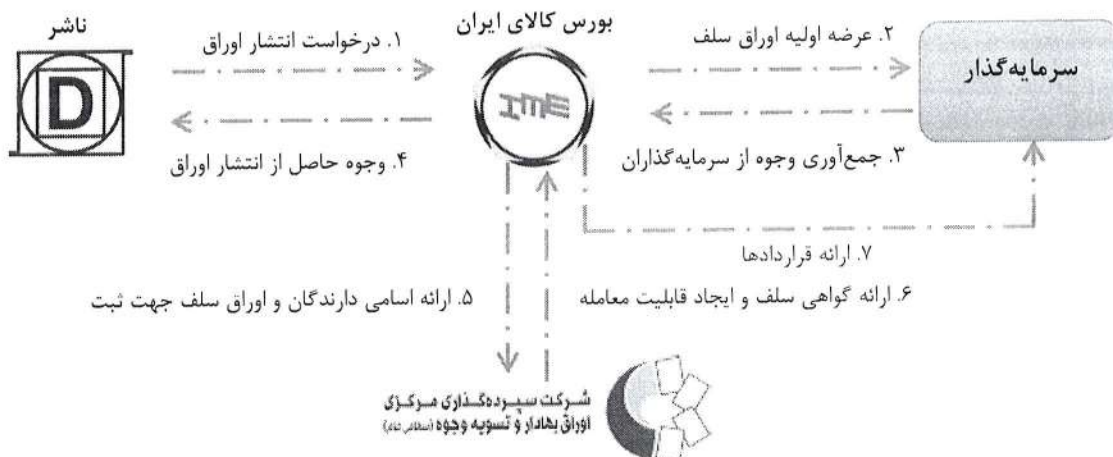 ناشر
بورس کالای ایران
D
IME
سرمایه‌گذار
۱. درخواست انتشار اوراق
۲. عرضه اولیه اوراق سلف
۳. جمع‌آوری وجوه از سرمایه‌گذاران
۴. وجوه حاصل از انتشار اوراق
۷. ارائه قراردادها
۵. ارائه اسامی دارندگان و اوراق سلف جهت ثبت
۶. ارائه گواهی سلف و ایجاد قابلیت معامله
شرکت سپرده‌گذاری مرکزی
اوراق بهادار و تسویه وجوه (سهامی عام)